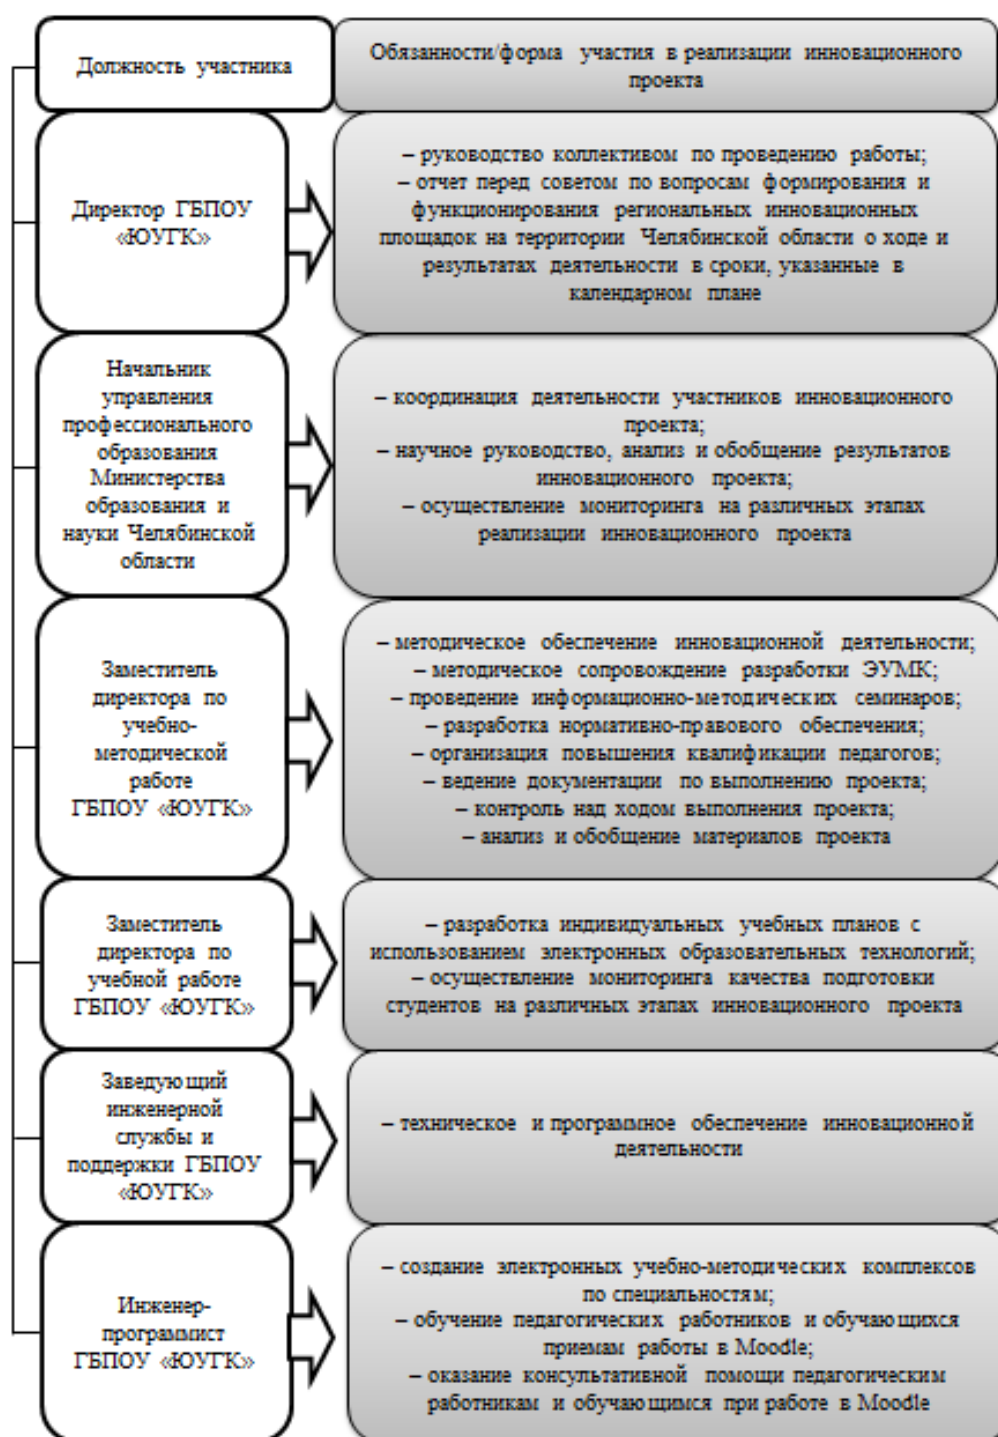 Должность участника
Обязанности/форма участия в реализации инновационного
проекта
Директор ГБПОУ
«ЮУГК»
– руководство коллективом по проведению работы;
– отчет перед советом по вопросам формирования и
функционирования региональных инновационных
площадок на территории Челябинской области о ходе и
результатах деятельности в сроки, указанные в
календарном плане
Начальник
управления
профессионального
образования
Министерства
образования и
науки Челябинской
области
– координация деятельности участников инновационного
проекта;
– научное руководство, анализ и обобщение результатов
инновационного проекта;
– осуществление мониторинга на различных этапах
реализации инновационного проекта
Заместитель
директора по
учебно-
методической
работе
ГБПОУ «ЮУГК»
– методическое обеспечение инновационной деятельности;
– методическое сопровождение разработки ЭУМК;
– проведение информационно-методических семинаров;
– разработка нормативно-правового обеспечения;
– организация повышения квалификации педагогов;
– ведение документации по выполнению проекта;
– контроль над ходом выполнения проекта;
– анализ и обобщение материалов проекта
Заместитель
директора по
учебной работе
ГБПОУ «ЮУГК»
– разработка индивидуальных учебных планов с
использованием электронных образовательных технологий;
– осуществление мониторинга качества подготовки
студентов на различных этапах инновационного проекта
Заведующий
инженерной
службы и
поддержки ГБПОУ
«ЮУГК»
– техническое и программное обеспечение инновационной
деятельности
Инженер-
программист
ГБПОУ «ЮУГК»
– создание электронных учебно-методических комплексов
по специальностям;
– обучение педагогических работников и обучающихся
приемам работы в Moodle;
– оказание консультативной помощи педагогическим
работникам и обучающимся при работе в Moodle